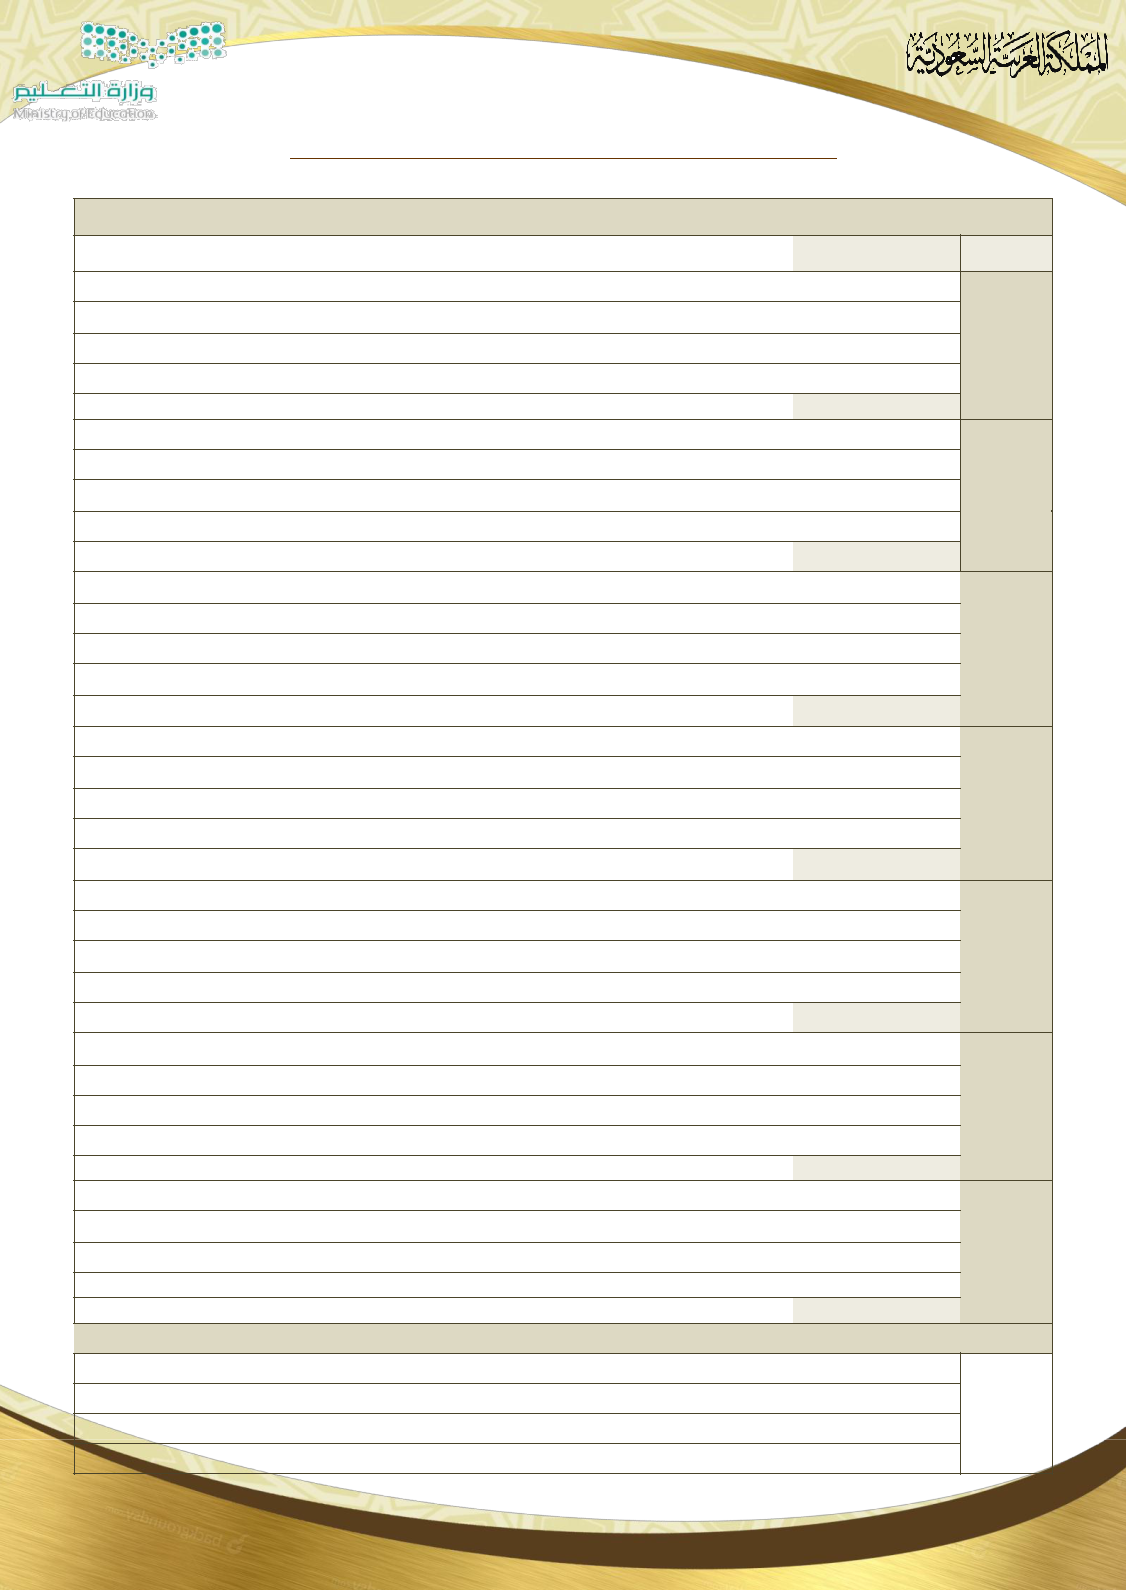 المملكة العربية السعودية
وزارة التعليم
Ministry of Education